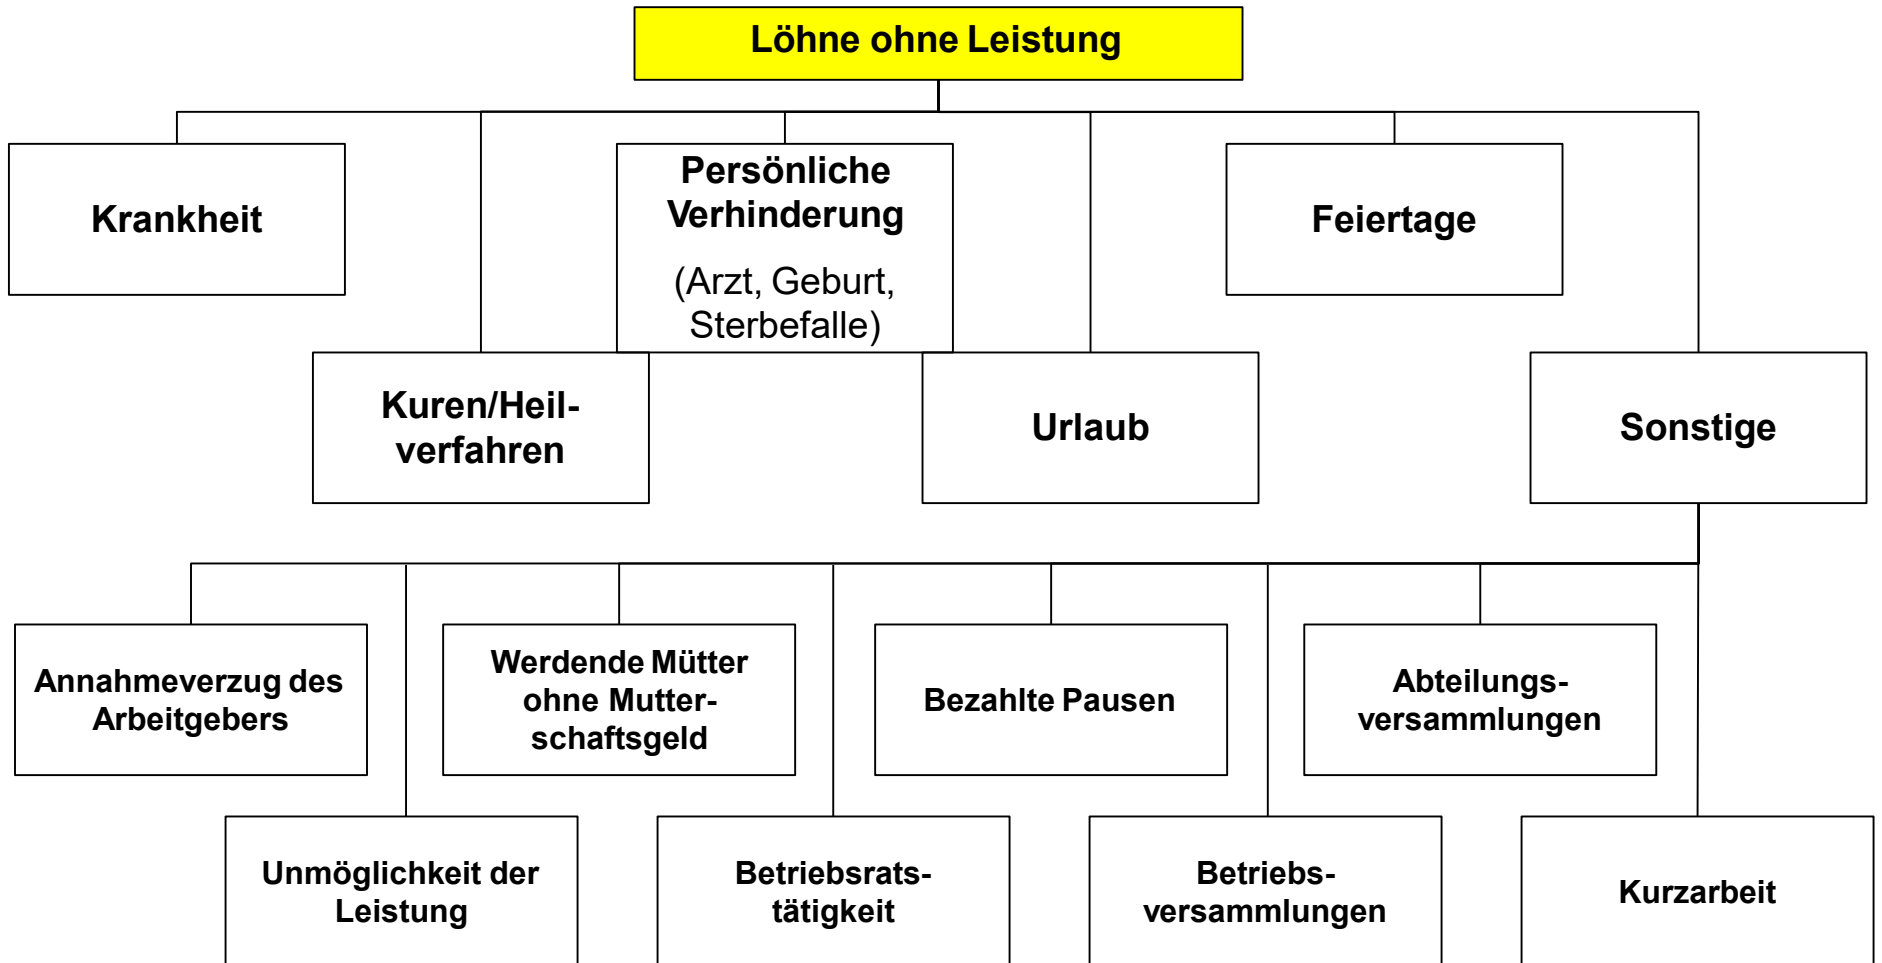 Löhne ohne Leistung
Krankheit
Persönliche
Verhinderung
(Arzt, Geburt,
Sterbefalle)
Feiertage
Kuren/Heil-
verfahren
Urlaub
Sonstige
Annahmeverzug des
Arbeitgebers
Werdende Mütter
ohne Mutter-
schaftsgeld
Bezahlte Pausen
Abteilungs-
versammlungen
Unmöglichkeit der
Leistung
Betriebsrats-
tätigkeit
Betriebs-
versammlungen
Kurzarbeit